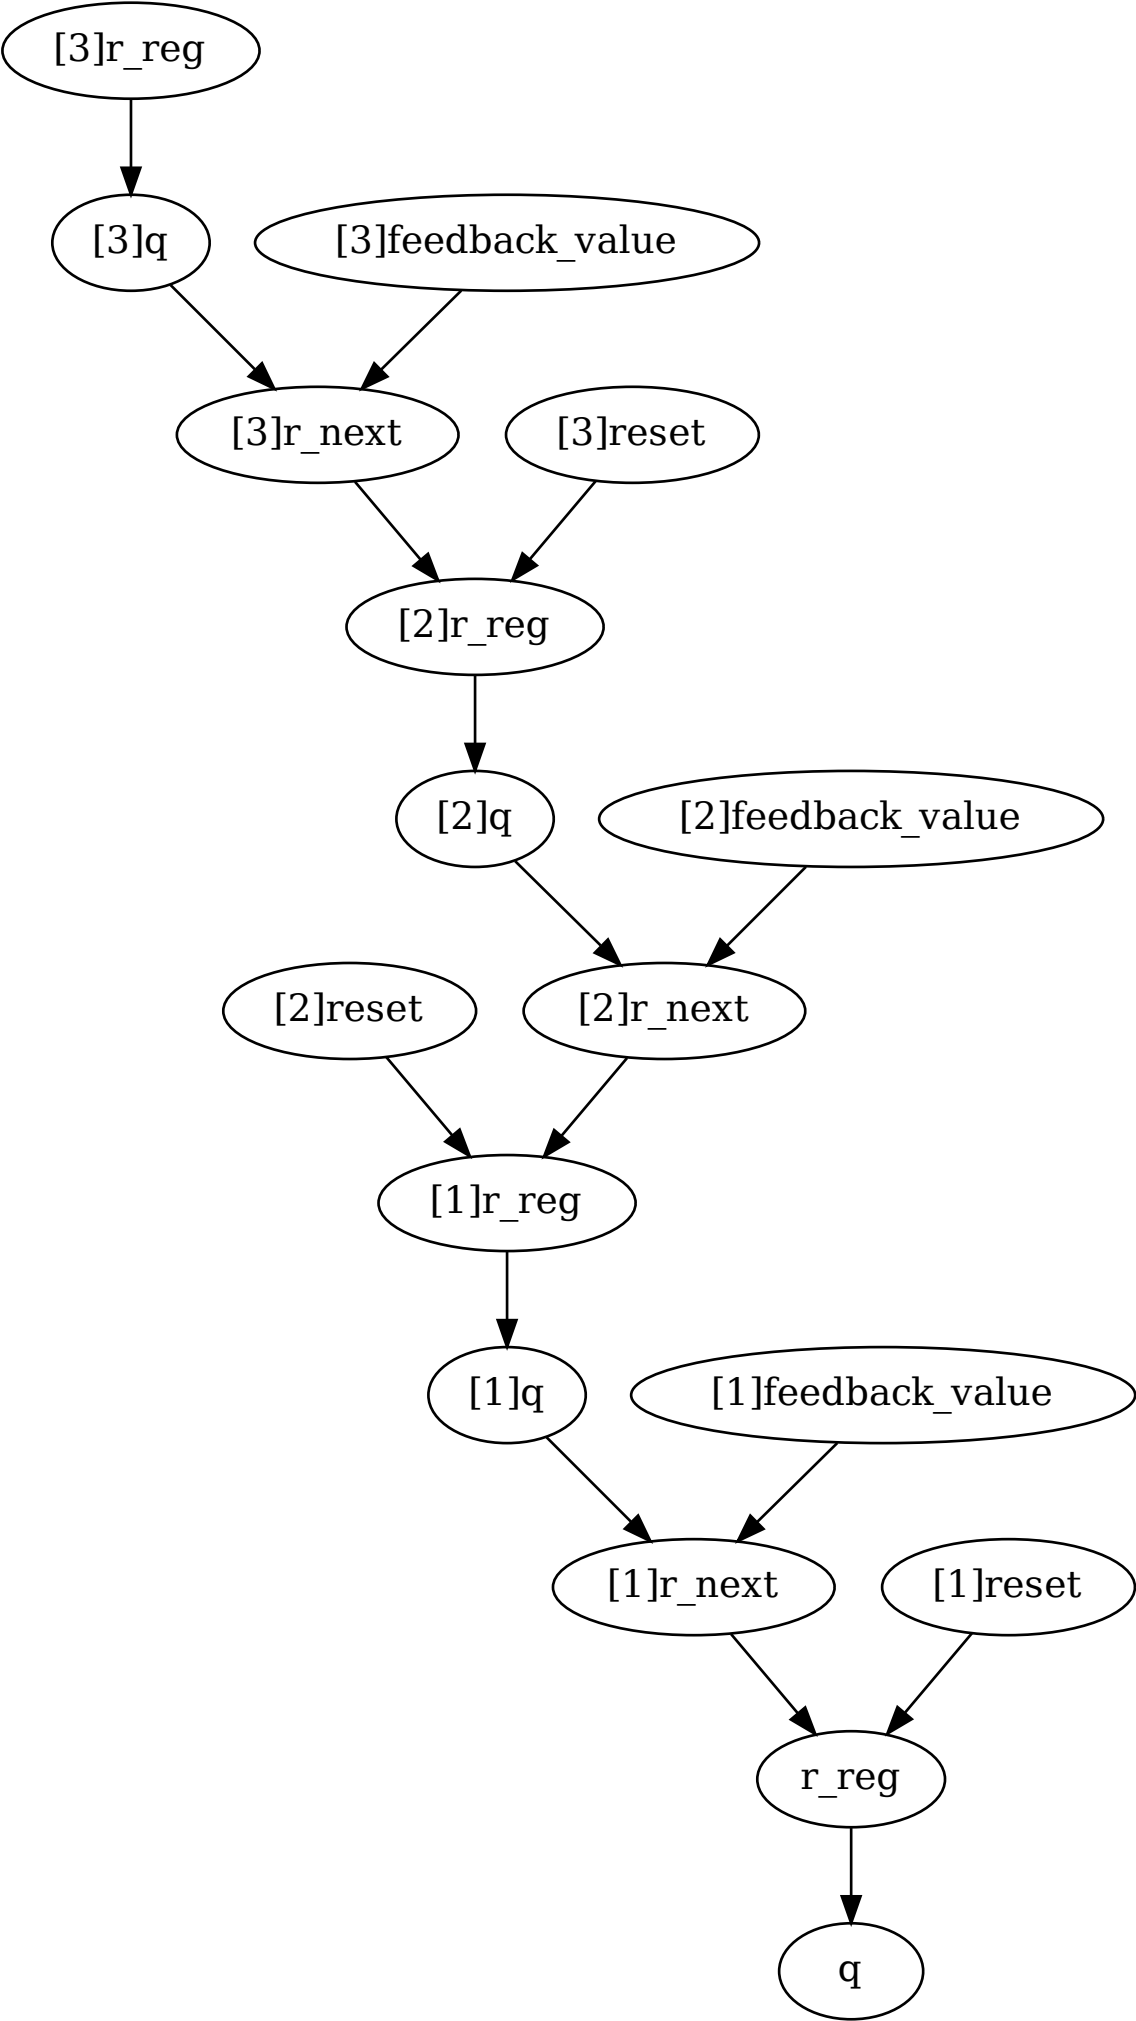 [3]r_reg
[3]q
[3]feedback_value
[3]r_next
[3]reset
[2]r_reg
[2]q
[2]feedback_value
[2]reset
[2]r_next
[1]r_reg
[1]q
[1]feedback_value
[1]r_next
[1]reset
r_reg
q